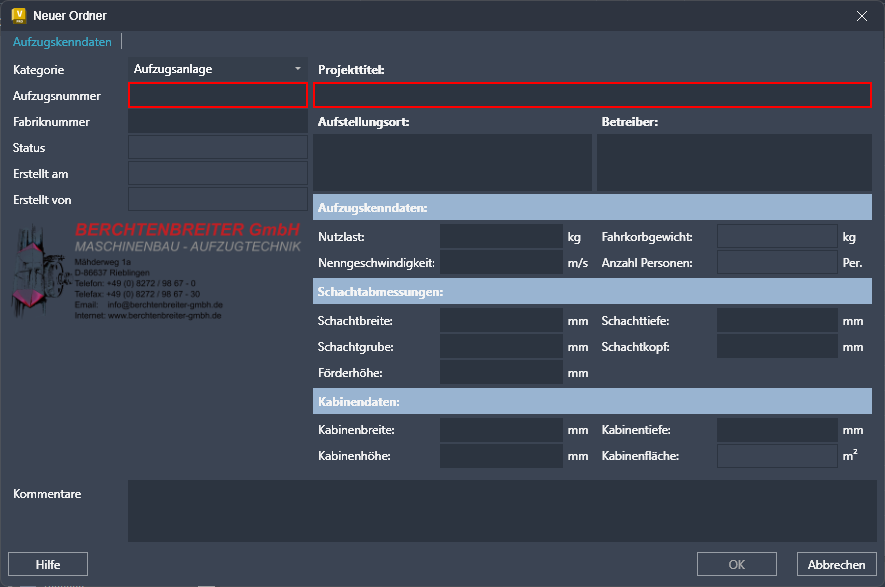 Neuer Ordner
Aufzugskenndaten
Kategorie Aufzugsanlage Projekttitel:
Aufzugsnummer
Fabriknummer Aufstellungsort: Betreiber:
Status
Erstellt am
Erstellt von
Aufzugskenndaten:
BERCHTENBREITER GmbH
MASCHINENBAU - AUFZUGTECHNIK
Mähderweg 1a
D-86637 Rieblingen
Telefon: +49 (0) 8272 / 98 67 - 0
Telefax: +49 (0) 8272 / 98 67 - 30
Email: info@berchtenbreiter-gmbh.de
Internet: www.berchtenbreiter-gmbh.de
Nutzlast: kg Fahrkorbgewicht: kg
Nenngeschwindigkeit: m/s Anzahl Personen: Per.
Schachtabmessungen:
Schachtbreite: mm Schachttiefe: mm
Schachtgrube: mm Schachtkopf: mm
Förderhöhe: mm
Kabinendaten:
Kabinenbreite: mm Kabinentiefe: mm
Kabinenhöhe: mm Kabinenfläche: m²
Kommentare
Hilfe OK Abbrechen